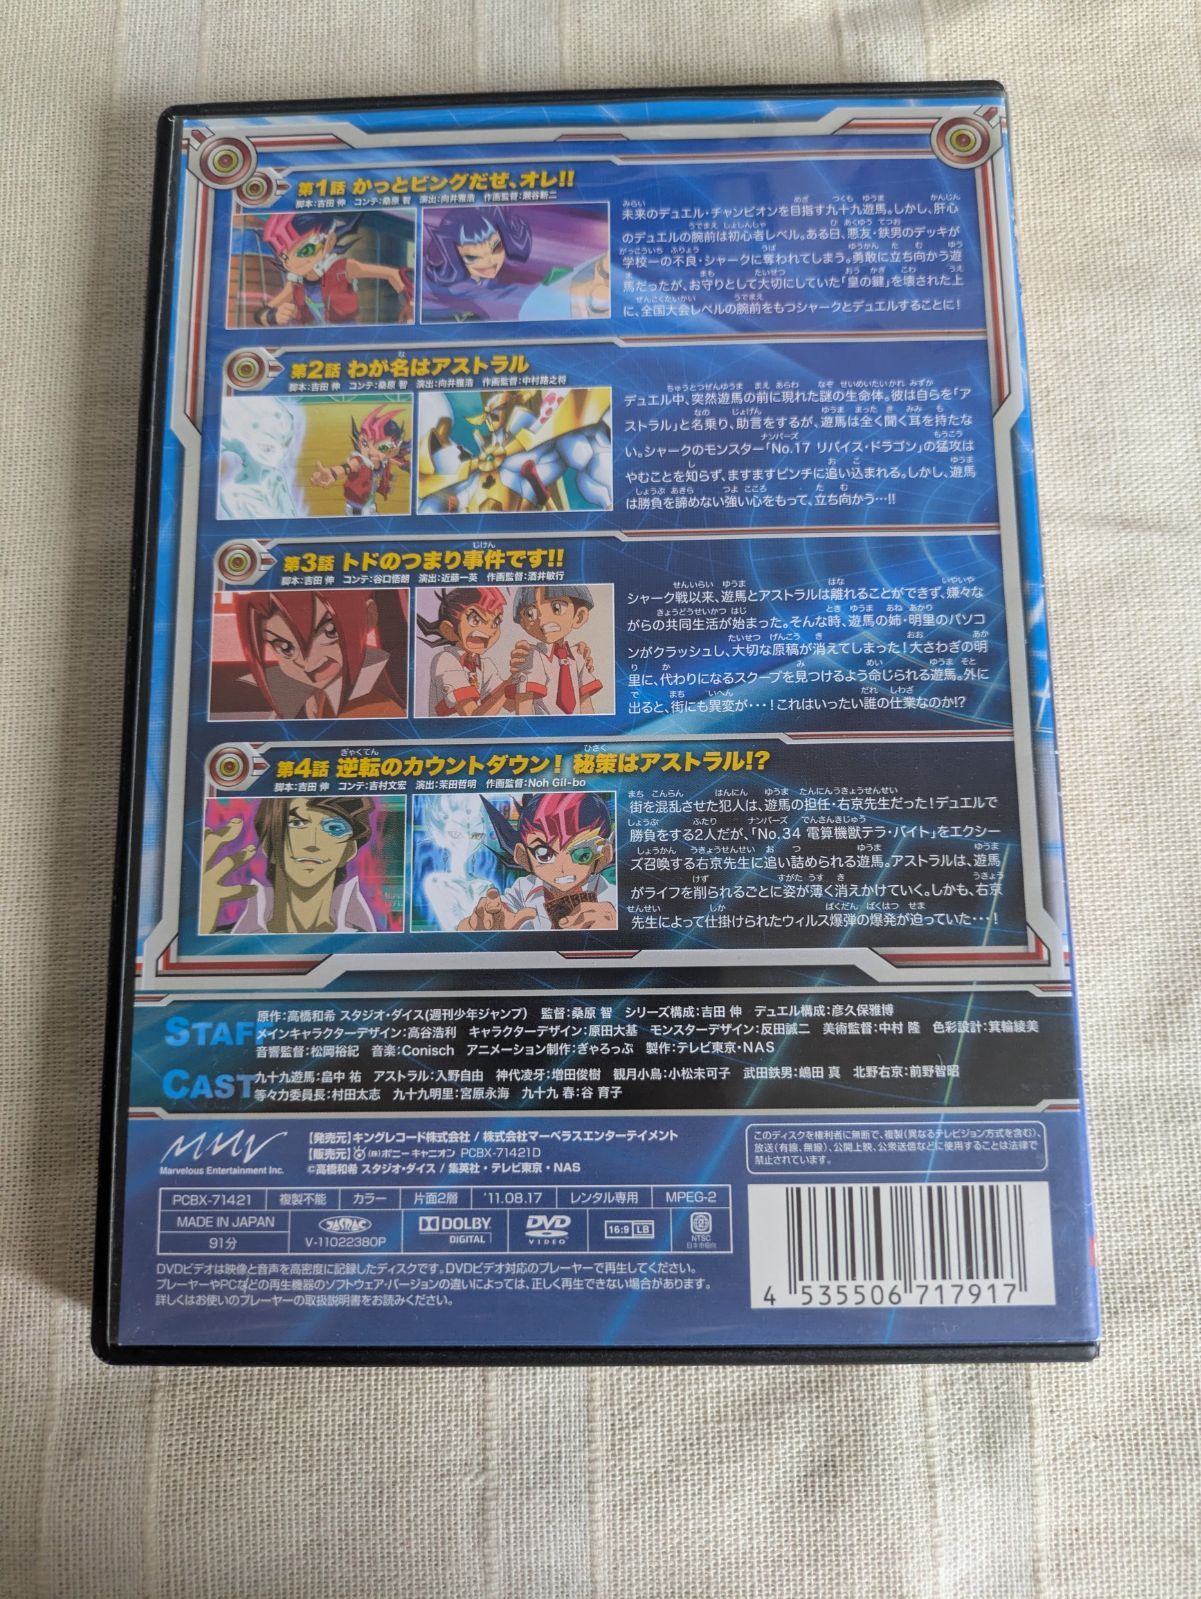 第1話 かっとビングだぜ、オレ!!
脚本:吉田 伸　コンテ:桑原 智　演出:向井雅浩　作画監督:瀬谷新二
未来のデュエル・チャンピオンを目指す九十九遊馬。しかし、肝心
のデュエルの腕前は初心者レベル。ある日、悪友・鉄男のデッキが
学校一の不良・シャークに奪われてしまう。勇敢に立ち向かう遊
馬だったが、お守りとして大切にしていた「皇の鍵」を壊された上
に、全国大会レベルの腕前をもつシャークとデュエルすることに!
第2話 わが名はアストラル
脚本:吉田 伸　コンテ:桑原 智　演出:向井雅浩　作画監督:中村路之将
デュエル中、突然遊馬の前に現れた謎の生命体。彼は自らを「ア
ストラル」と名乗り、助言をするが、遊馬は全く聞く耳を持たな
い。シャークのモンスター「No.17 リバイス・ドラゴン」の猛攻は
やむことを知らず、ますますピンチに追い込まれる。しかし、遊馬
は勝負を諦めない強い心をもって、立ち向かう…!!
第3話 トドのつまり事件です!!
脚本:吉田 伸　コンテ:谷口悟朗　演出:近藤一英　作画監督:酒井敏行
シャーク戦以来、遊馬とアストラルは離れることができず、嫌々な
がらの共同生活が始まった。そんな時、遊馬の姉・明里のパソコ
ンがクラッシュし、大切な原稿が消えてしまった!大さわぎの明
里に、代わりになるスクープを見つけるよう命じられる遊馬。外に
出ると、街にも異変が・・・!これはいったい誰の仕業なのか!?
第4話 逆転のカウントダウン! 秘策はアストラル!?
脚本:吉田 伸　コンテ:吉村文宏　演出:茉田哲明　作画監督:Noh Gil-bo
街を混乱させた犯人は、遊馬の担任・右京先生だった!デュエルで
勝負をする2人だが、「No.34 電算機獣テラ・バイト」をエクシー
ズ召喚する右京先生に追い詰められる遊馬。アストラルは、遊馬
がライフを削られるごとに姿が薄く消えかけていく。しかも、右京
先生によって仕掛けられたウィルス爆弾の爆発が迫っていた・・・!
STAFF
原作:高橋和希 スタジオ・ダイス(週刊少年ジャンプ)　監督:桑原 智　シリーズ構成:吉田 伸　デュエル構成:彦久保雅博
メインキャラクターデザイン:高谷浩利　キャラクターデザイン:原田大基　モンスターデザイン:反田誠二　美術監督:中村 隆　色彩設計:箕輪綾美
音響監督:松岡裕紀　音楽:Conisch　アニメーション制作:ぎゃろっぷ　製作:テレビ東京・NAS
CAST
九十九遊馬:畠中 祐　アストラル:入野自由　神代凌牙:増田俊樹　観月小鳥:小松未可子　武田鉄男:嶋田 真　北野右京:前野智昭
等々力委員長:村田太志　九十九明里:宮原永海　九十九 春:谷 育子
MMV
Marvelous Entertainment Inc.
【発売元】キングレコード株式会社 / 株式会社マーベラスエンターテイメント
【販売元】(株)ポニーキャニオン PCBX-71421D
©高橋和希 スタジオ・ダイス / 集英社・テレビ東京・NAS
このディスクを権利者に無断で、複製(異なるテレビジョン方式を含む)、
放送(有線、無線)、公開上映、公衆送信などに使用することは法律で
禁止されています。
PCBX-71421 複製不能 カラー 片面2層 '11.08.17 レンタル専用 MPEG-2
MADE IN JAPAN
91分
JASRAC
V-11022380P
DOLBY
DIGITAL
DVD
VIDEO
16:9 LB
2
NTSC
日本市場向
DVDビデオは映像と音声を高密度に記録したディスクです。DVDビデオ対応のプレーヤーで再生してください。
プレーヤーやPCなどの再生機器のソフトウェア・バージョンの違いによっては、正しく再生できない場合があります。
詳しくはお使いのプレーヤーの取扱説明書をお読みください。
4 535506 717917